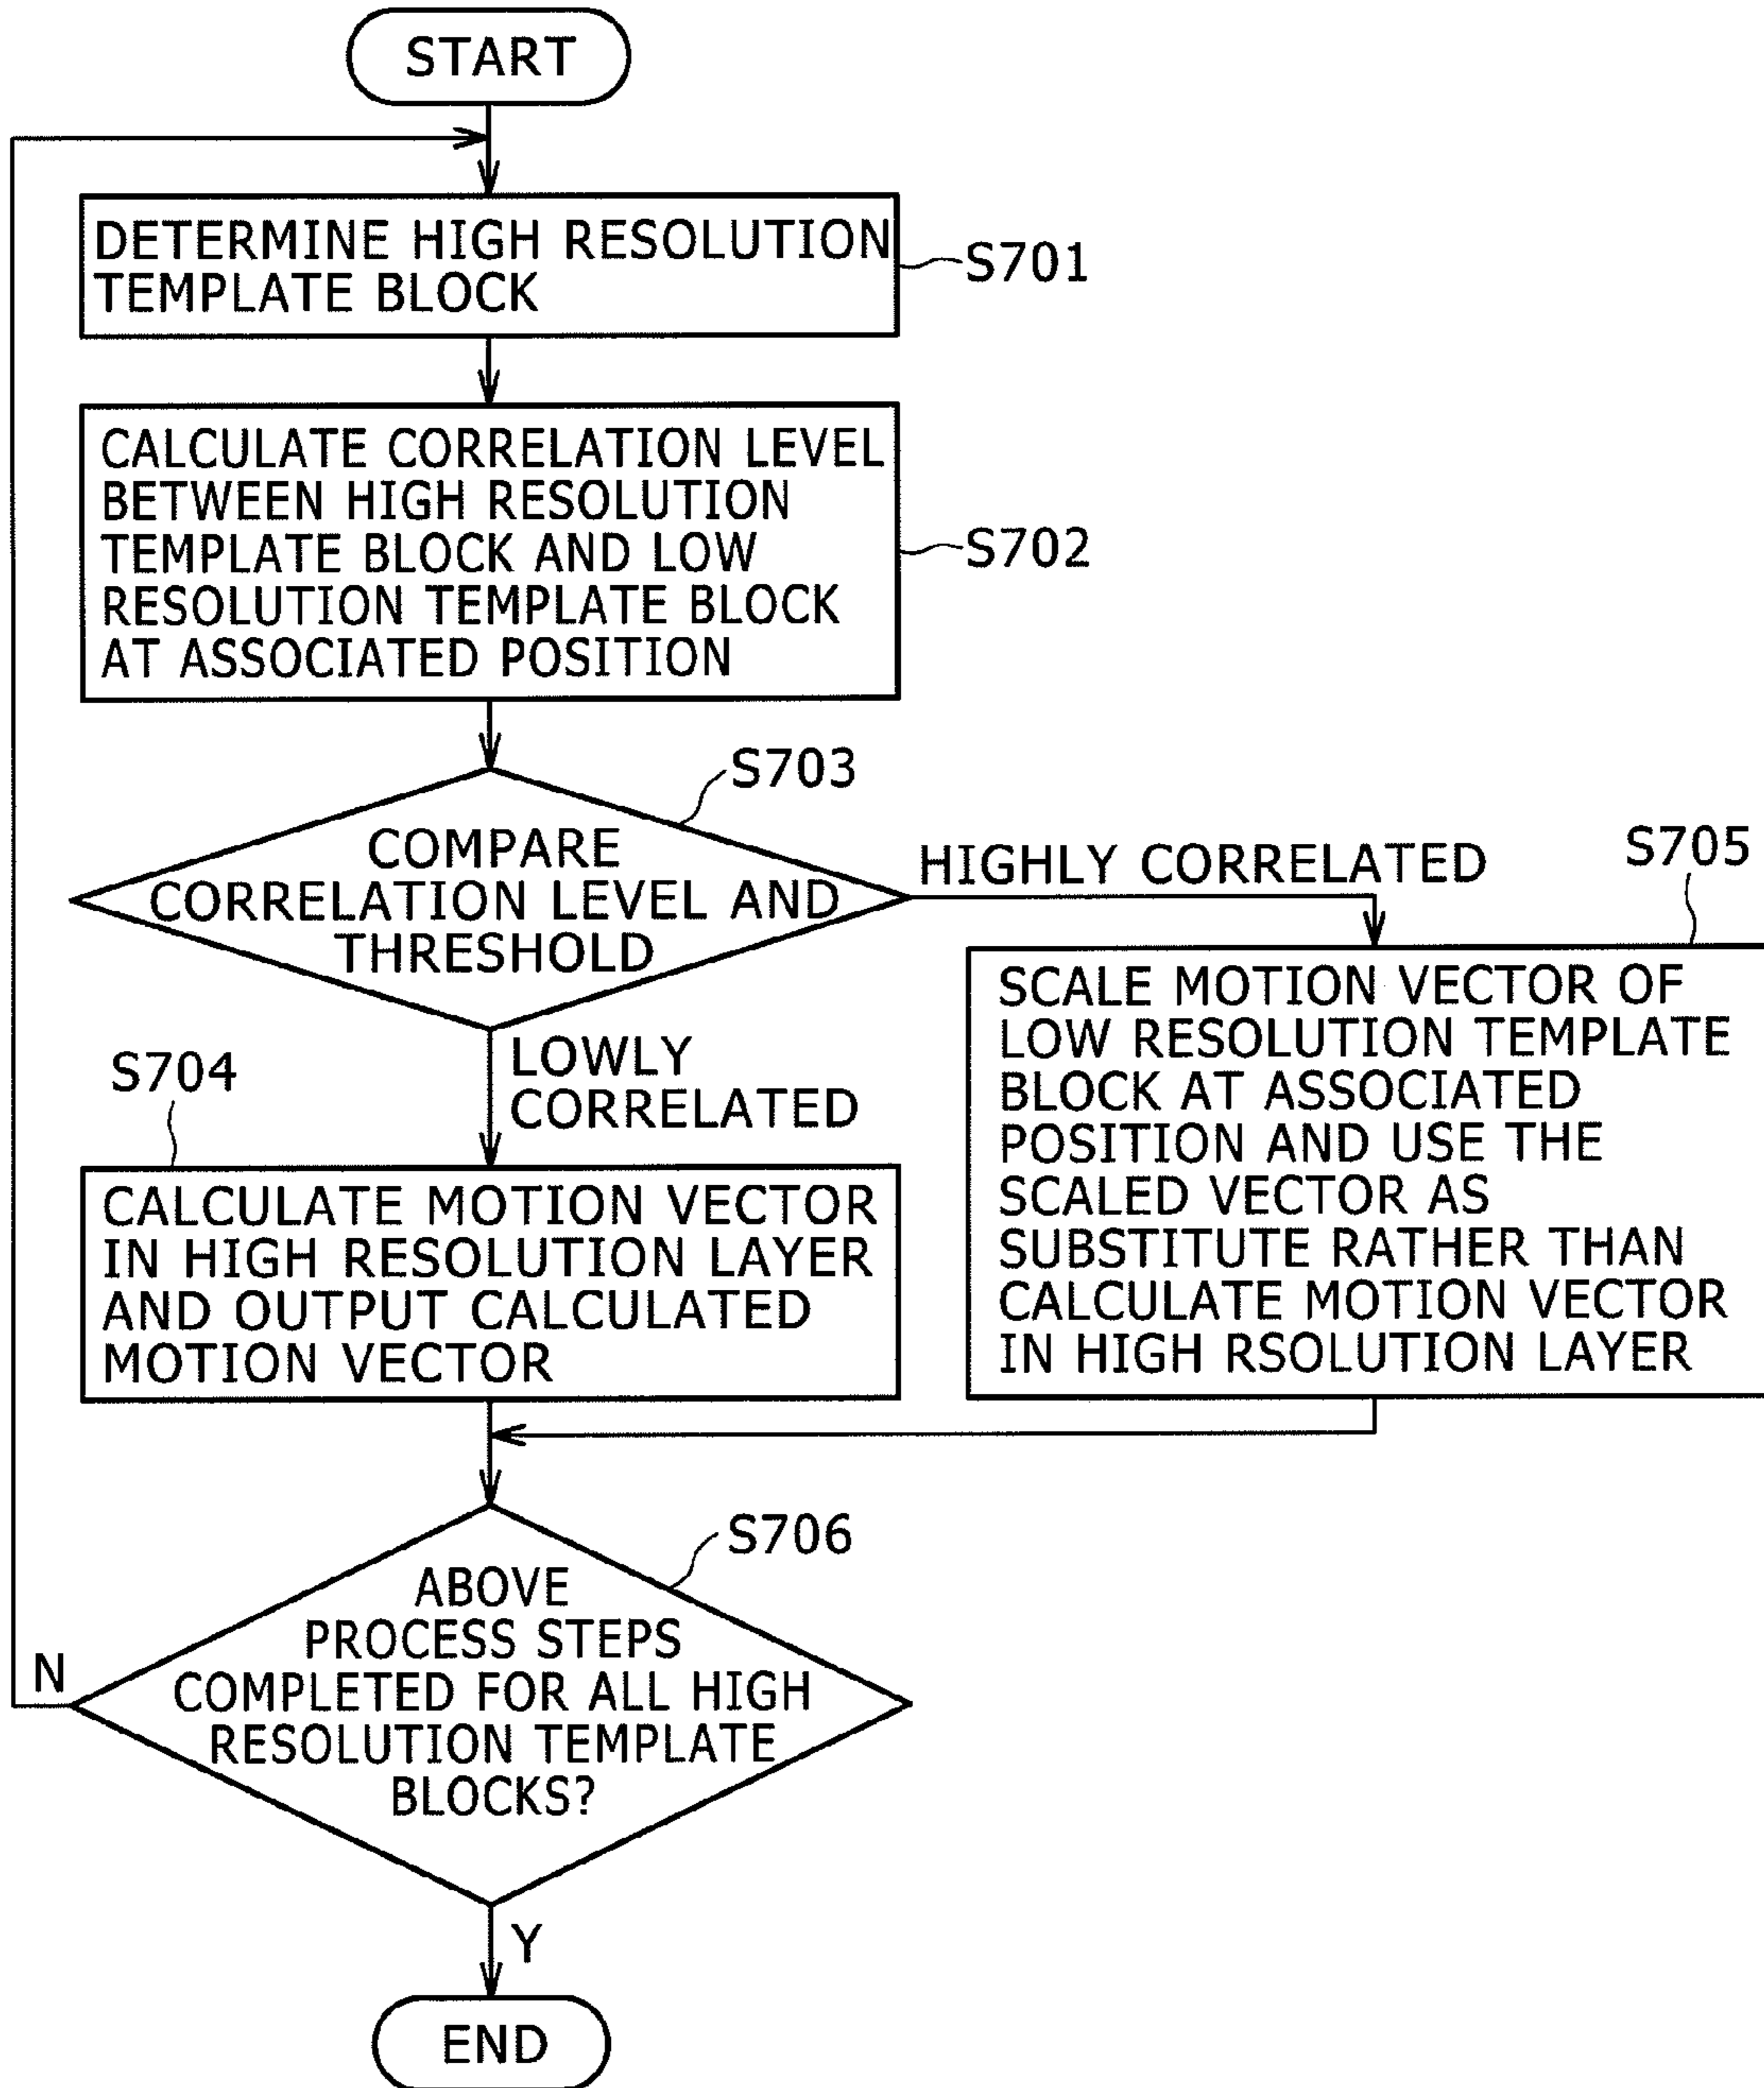 START
DETERMINE HIGH RESOLUTION
TEMPLATE BLOCK
S701
CALCULATE CORRELATION LEVEL
BETWEEN HIGH RESOLUTION
TEMPLATE BLOCK AND LOW
RESOLUTION TEMPLATE BLOCK
AT ASSOCIATED POSITION
S702
S703
COMPARE
CORRELATION LEVEL AND
THRESHOLD
HIGHLY CORRELATED
S705
SCALE MOTION VECTOR OF
LOW RESOLUTION TEMPLATE
BLOCK AT ASSOCIATED
POSITION AND USE THE
SCALED VECTOR AS
SUBSTITUTE RATHER THAN
CALCULATE MOTION VECTOR
IN HIGH RSOLUTION LAYER
LOWLY
CORRELATED
S704
CALCULATE MOTION VECTOR
IN HIGH RESOLUTION LAYER
AND OUTPUT CALCULATED
MOTION VECTOR
S706
ABOVE
PROCESS STEPS
COMPLETED FOR ALL HIGH
RESOLUTION TEMPLATE
BLOCKS?
N
Y
END